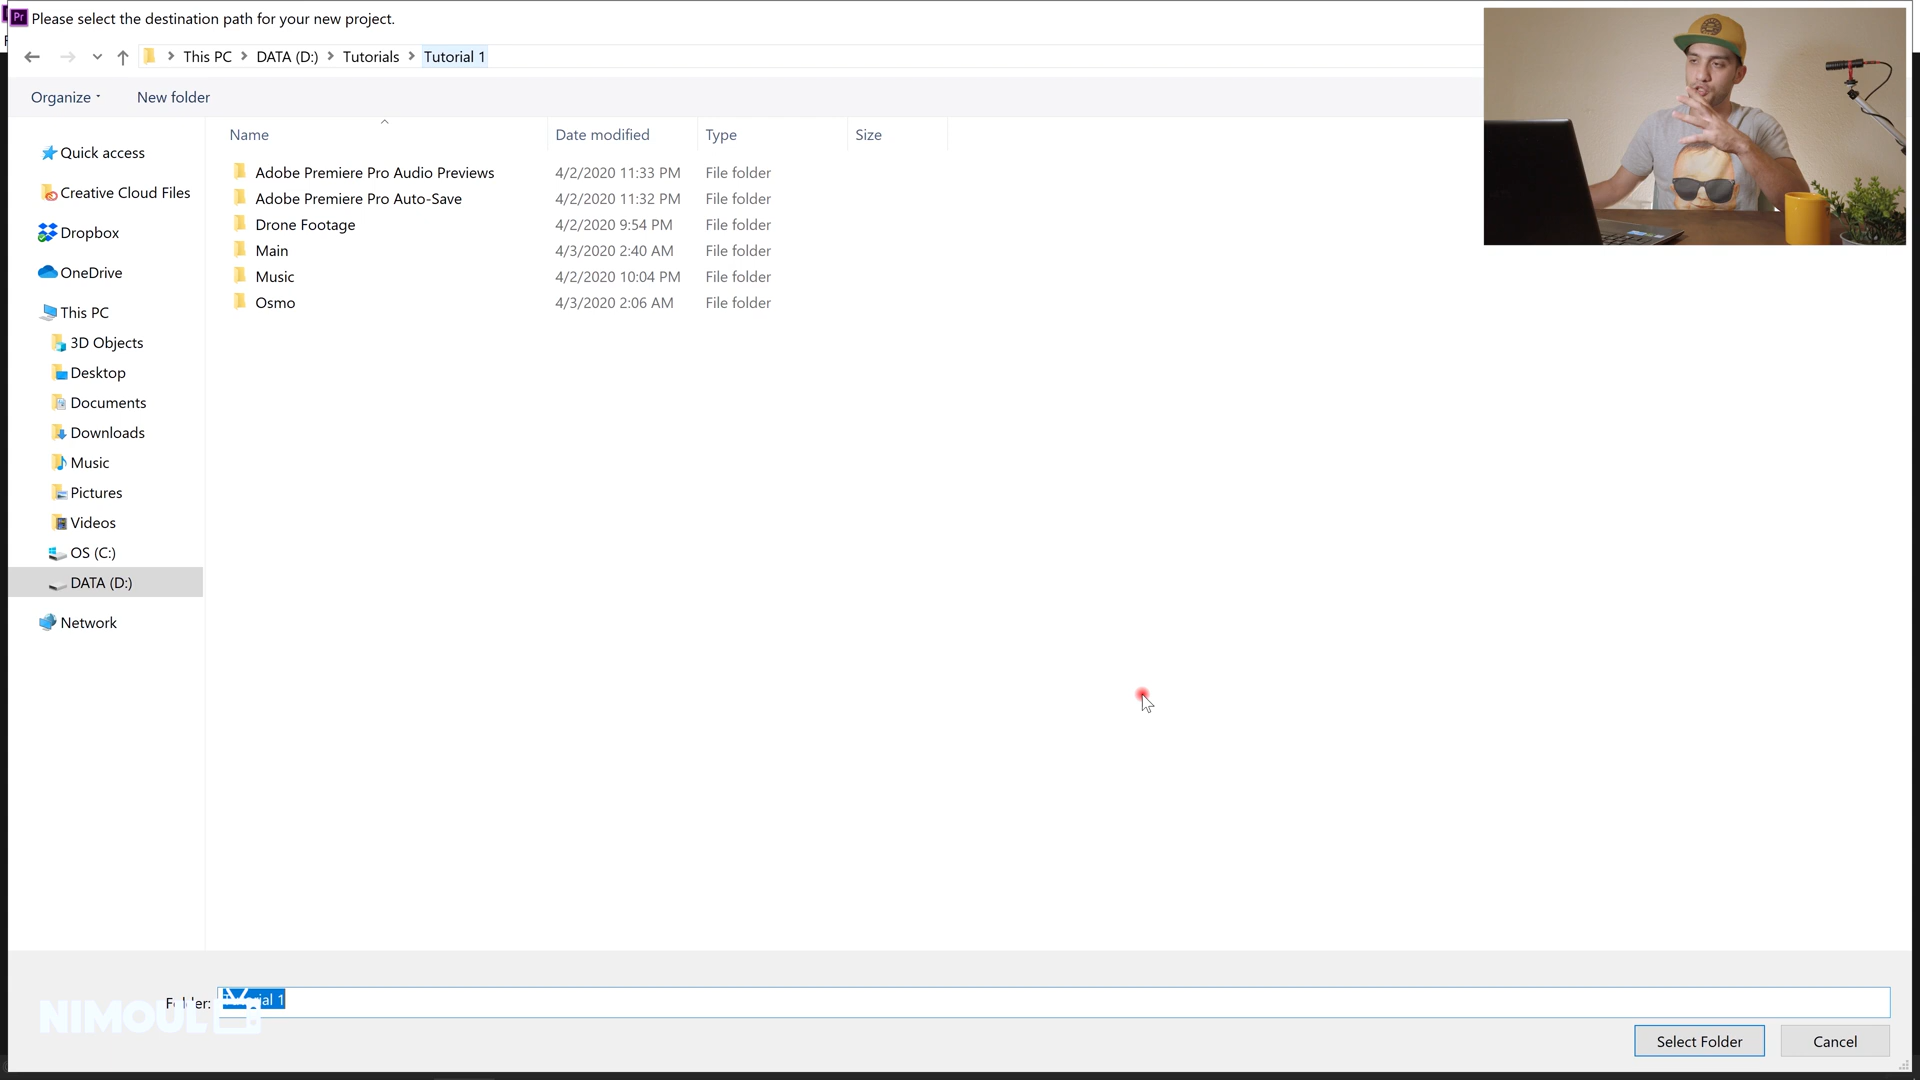 Pr Please select the destination path for your new project.
This PC > DATA (D:) > Tutorials > Tutorial 1
Organize New folder
Name Date modified Type Size
Quick access
Creative Cloud Files
Dropbox
OneDrive
This PC
3D Objects
Desktop
Documents
Downloads
Music
Pictures
Videos
OS (C:)
DATA (D:)
Network
Adobe Premiere Pro Audio Previews 4/2/2020 11:33 PM File folder
Adobe Premiere Pro Auto-Save 4/2/2020 11:32 PM File folder
Drone Footage 4/2/2020 9:54 PM File folder
Main 4/3/2020 2:40 AM File folder
Music 4/2/2020 10:04 PM File folder
Osmo 4/3/2020 2:06 AM File folder
Folder: Tutorial 1
NIMOUL
Select Folder Cancel